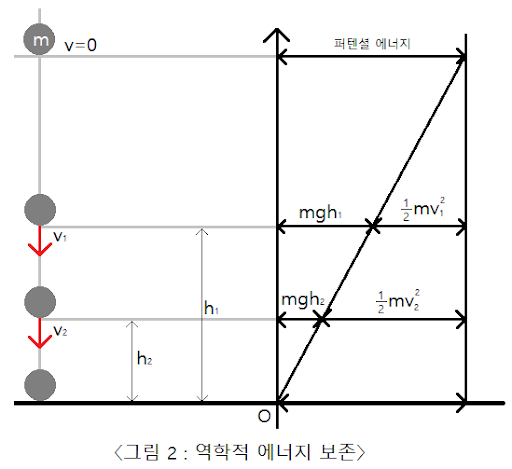 m v=0
퍼텐셜 에너지
mgh₁ ½mv₁²
v₁
h₁
mgh₂ ½mv₂²
v₂
h₂
O
〈그림 2 : 역학적 에너지 보존〉